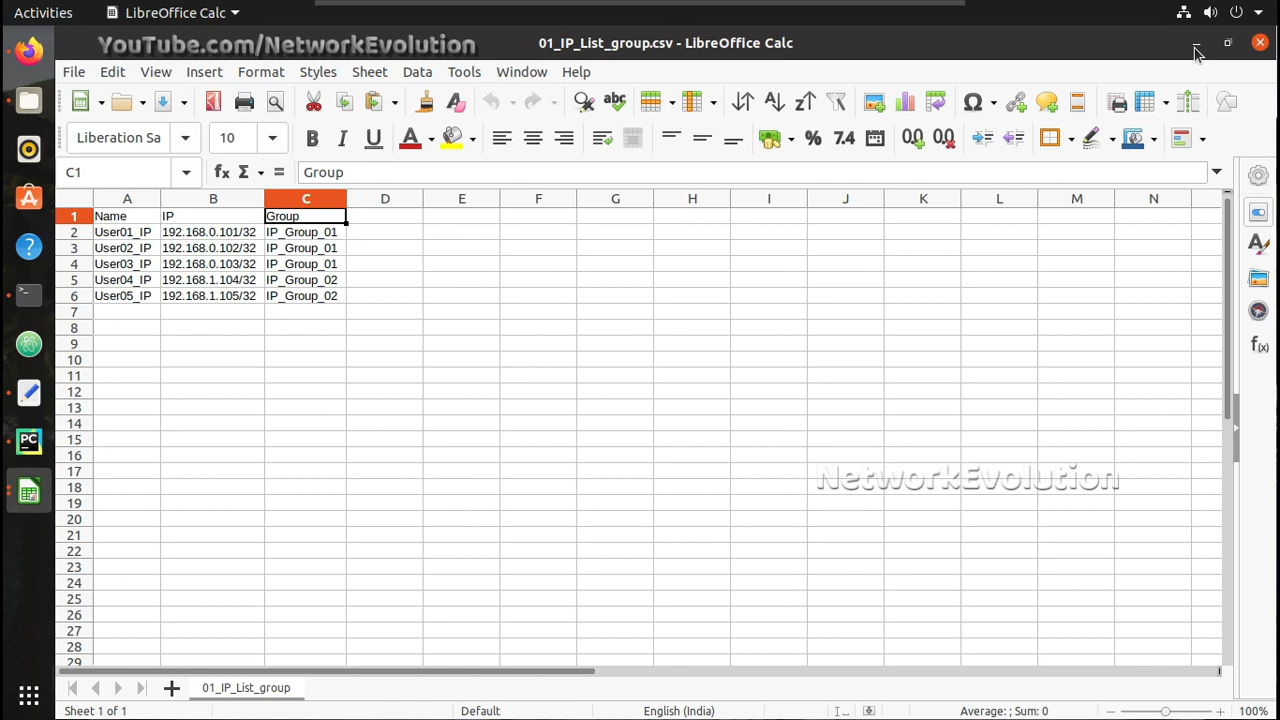 Activities LibreOffice Calc
YouTube.com/NetworkEvolution 01_IP_List_group.csv - LibreOffice Calc
File Edit View Insert Format Styles Sheet Data Tools Window Help
Liberation Sa 10
C1 Group
A B C D E F G H I J K L M N
1 Name IP Group
2 User01_IP 192.168.0.101/32 IP_Group_01
3 User02_IP 192.168.0.102/32 IP_Group_01
4 User03_IP 192.168.0.103/32 IP_Group_01
5 User04_IP 192.168.1.104/32 IP_Group_02
6 User05_IP 192.168.1.105/32 IP_Group_02
7
8
9
10
11
12
13
14
15
16
17 NetworkEvolution
18
19
20
21
22
23
24
25
26
27
28
29
01_IP_List_group
Sheet 1 of 1 Default English (India) Average: ; Sum: 0 100%